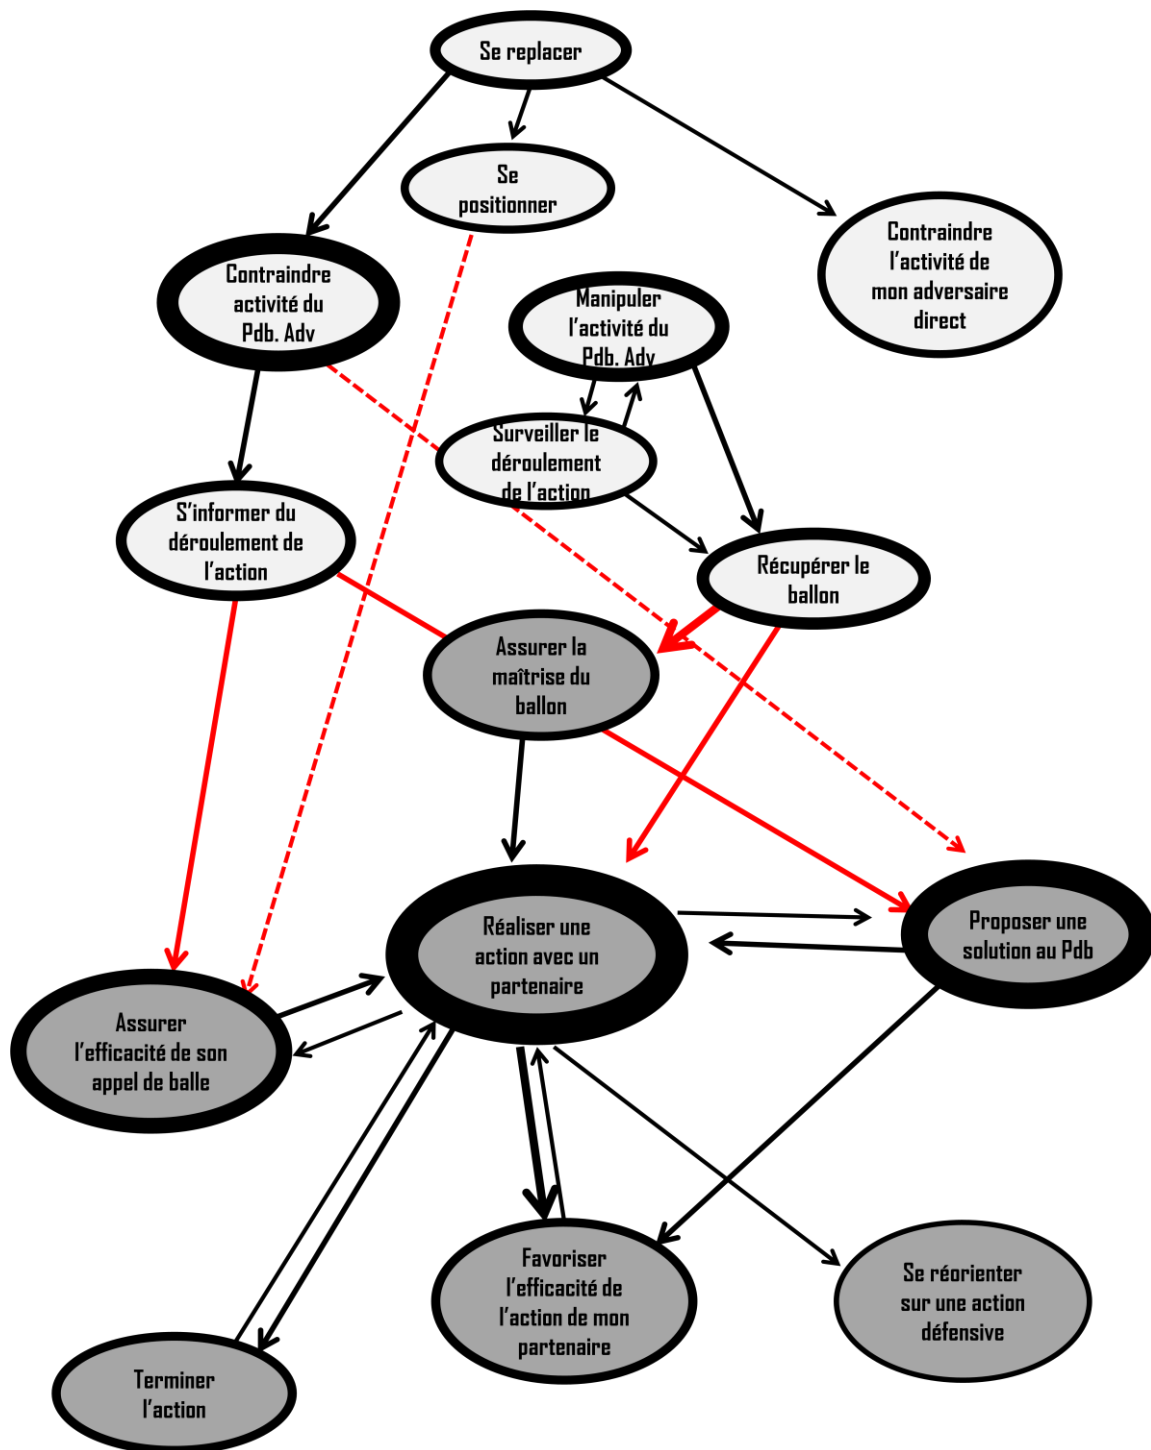 Se replacer
Se
positionner
Contraindre
l'activité de
mon adversaire
direct
Contraindre
activité du
Pdb. Adv
Manipuler
l'activité du
Pdb. Adv
Surveiller le
déroulement
de l'action
S'informer du
déroulement de
l'action
Récupérer le
ballon
Assurer la
maîtrise du
ballon
Réaliser une
action avec un
partenaire
Proposer une
solution au Pdb
Assurer
l'efficacité de son
appel de balle
Favoriser
l'efficacité de
l'action de mon
partenaire
Se réorienter
sur une action
défensive
Terminer
l'action